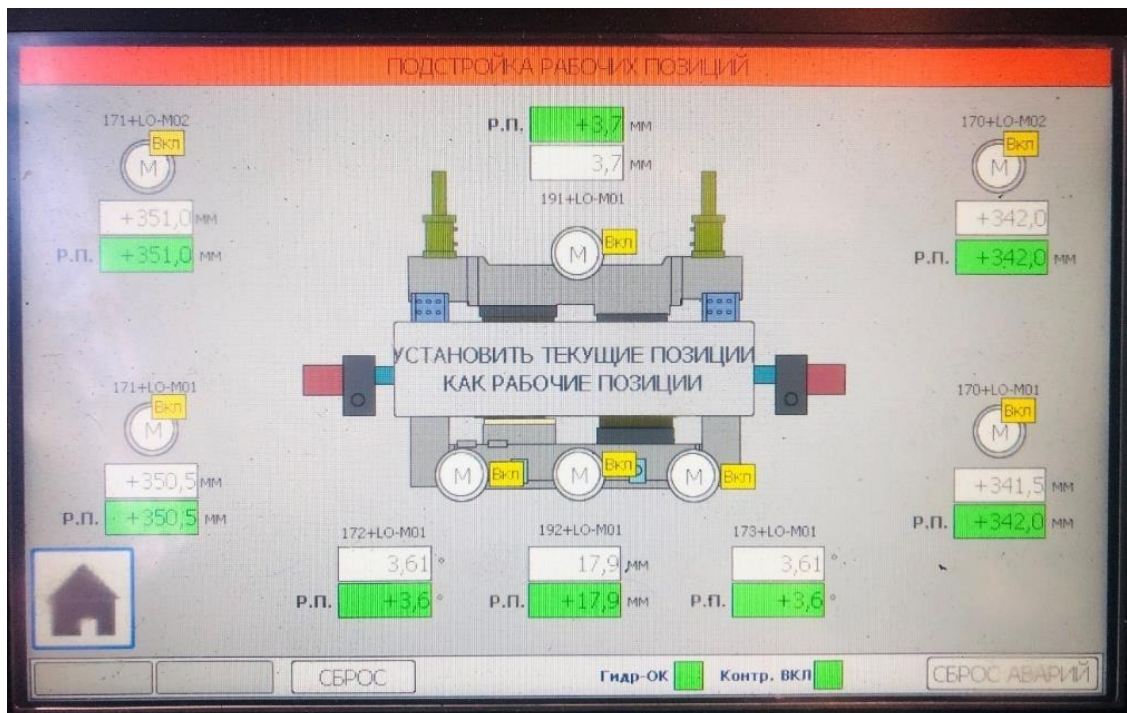 ПОДСТРОЙКА РАБОЧИХ ПОЗИЦИЙ
171+LO-M02
Вкл
М
+351,0 мм
Р.П. +351,0 мм
Р.П. +3,7 мм
3,7 мм
191+LO-M01
М Вкл
170+LO-M02
Вкл
М
+342,0
Р.П. +342,0 мм
УСТАНОВИТЬ ТЕКУЩИЕ ПОЗИЦИИ
КАК РАБОЧИЕ ПОЗИЦИИ
171+LO-M01
Вкл
М
+350,5 мм
Р.П. +350,5 мм
170+LO-M01
Вкл
М
+341,5 мм
Р.П. +342,0 мм
М Вкл М Вкл М Вкл
172+LO-M01
3,61 °
Р.П. +3,6 °
192+LO-M01
17,9 мм
Р.П. +17,9 мм
173+LO-M01
3,61 °
Р.П. +3,6 °
СБРОС
Гидр-ОК
Контр. ВКЛ
СБРОС АВАРИЙ